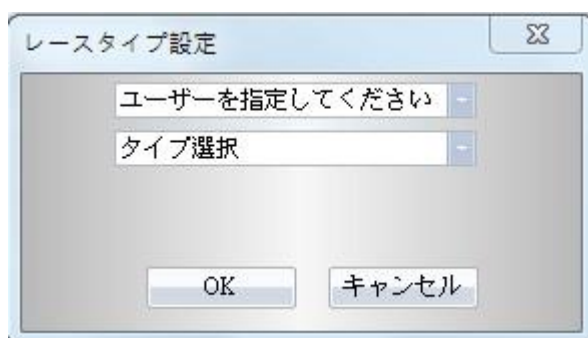 レースタイプ設定
ユーザーを指定してください
タイプ選択
OK
キャンセル